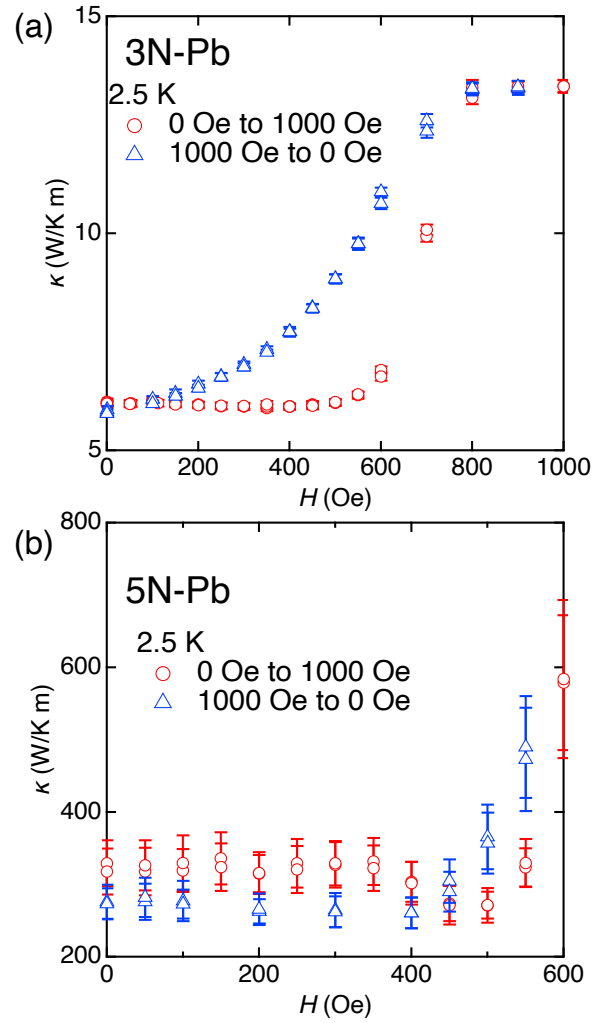 (a)
3N-Pb
2.5 K
0 Oe to 1000 Oe
1000 Oe to 0 Oe
κ (W/K m)
15
10
5
0 200 400 600 800 1000
H (Oe)
(b)
5N-Pb
2.5 K
0 Oe to 1000 Oe
1000 Oe to 0 Oe
κ (W/K m)
800
600
400
200
0 200 400 600
H (Oe)